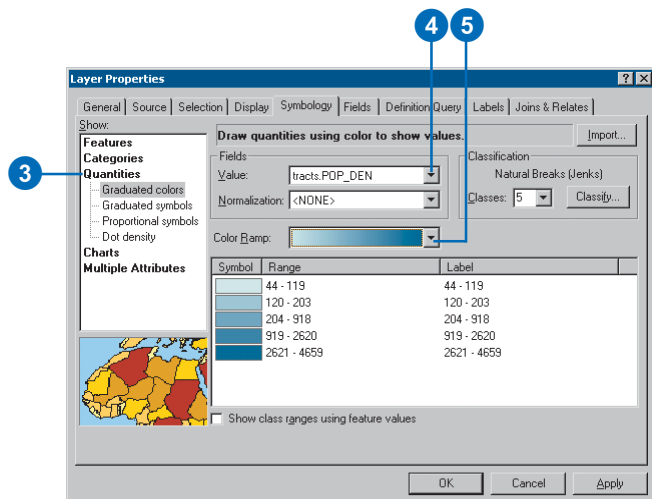 4 5
Layer Properties
General Source Selection Display Symbology Fields Definition Query Labels Joins & Relates
Show:
Features
Categories
Quantities
Graduated colors
Graduated symbols
Proportional symbols
Dot density
Charts
Multiple Attributes
3
Draw quantities using color to show values.
Import...
Fields
Value: tracts.POP_DEN
Normalization: <NONE>
Classification
Natural Breaks (Jenks)
Classes: 5 Classify...
Color Ramp:
Symbol Range Label
44 - 119 44 - 119
120 - 203 120 - 203
204 - 918 204 - 918
919 - 2620 919 - 2620
2621 - 4659 2621 - 4659
Show class ranges using feature values
OK Cancel Apply